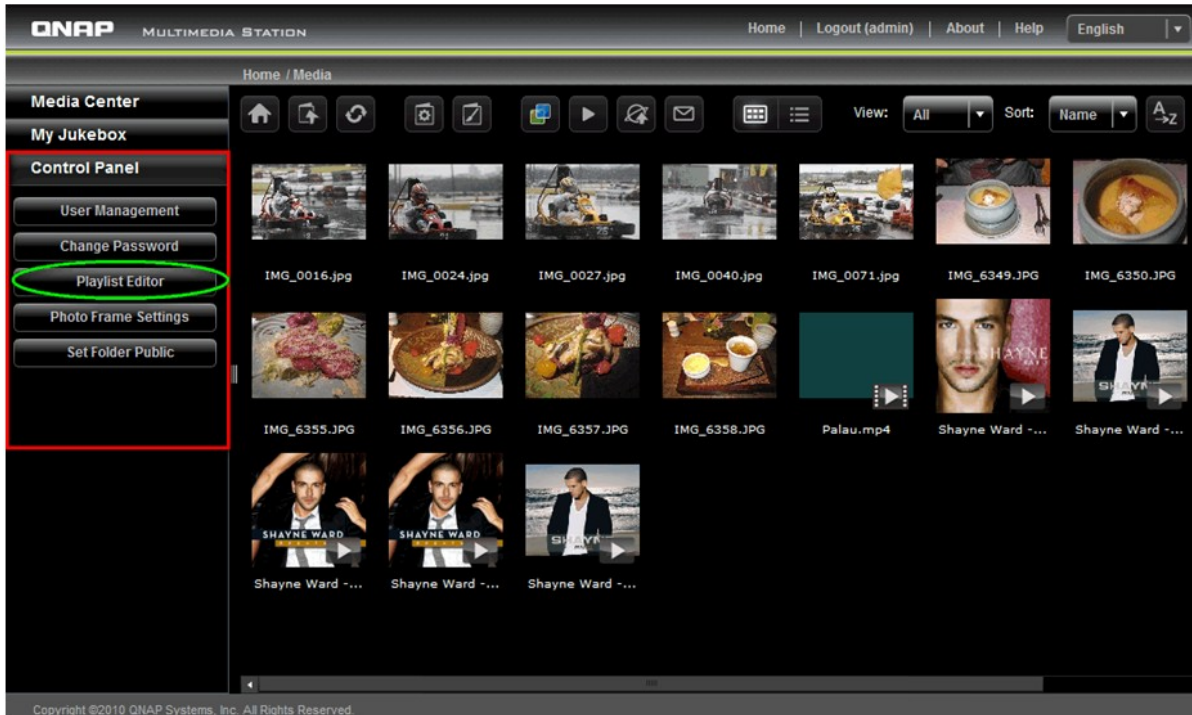 QNAP MULTIMEDIA STATION
Home | Logout (admin) | About | Help English
Home / Media
Media Center
My Jukebox
Control Panel
User Management
Change Password
Playlist Editor
Photo Frame Settings
Set Folder Public
View: All Sort: Name A→Z
IMG_0016.jpg IMG_0024.jpg IMG_0027.jpg IMG_0040.jpg IMG_0071.jpg IMG_6349.JPG IMG_6350.JPG
SHAYNE
IMG_6355.JPG IMG_6356.JPG IMG_6357.JPG IMG_6358.JPG Palau.mp4 Shayne Ward -... Shayne Ward -...
SHAYNE WARD SHAYNE WARD
Shayne Ward -... Shayne Ward -... Shayne Ward -...
Copyright ©2010 QNAP Systems, Inc. All Rights Reserved.